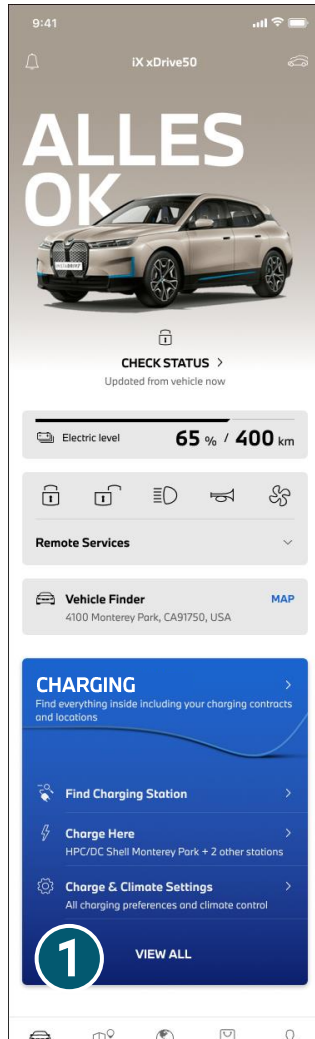 9:41
iX xDrive50
ALLES
OK
CHECK STATUS >
Updated from vehicle now
Electric level 65 % / 400 km
Remote Services
Vehicle Finder MAP
4100 Monterey Park, CA91750, USA
CHARGING
Find everything inside including your charging contracts
and locations
Find Charging Station
Charge Here
HPC/DC Shell Monterey Park + 2 other stations
Charge & Climate Settings
All charging preferences and climate control
1
VIEW ALL